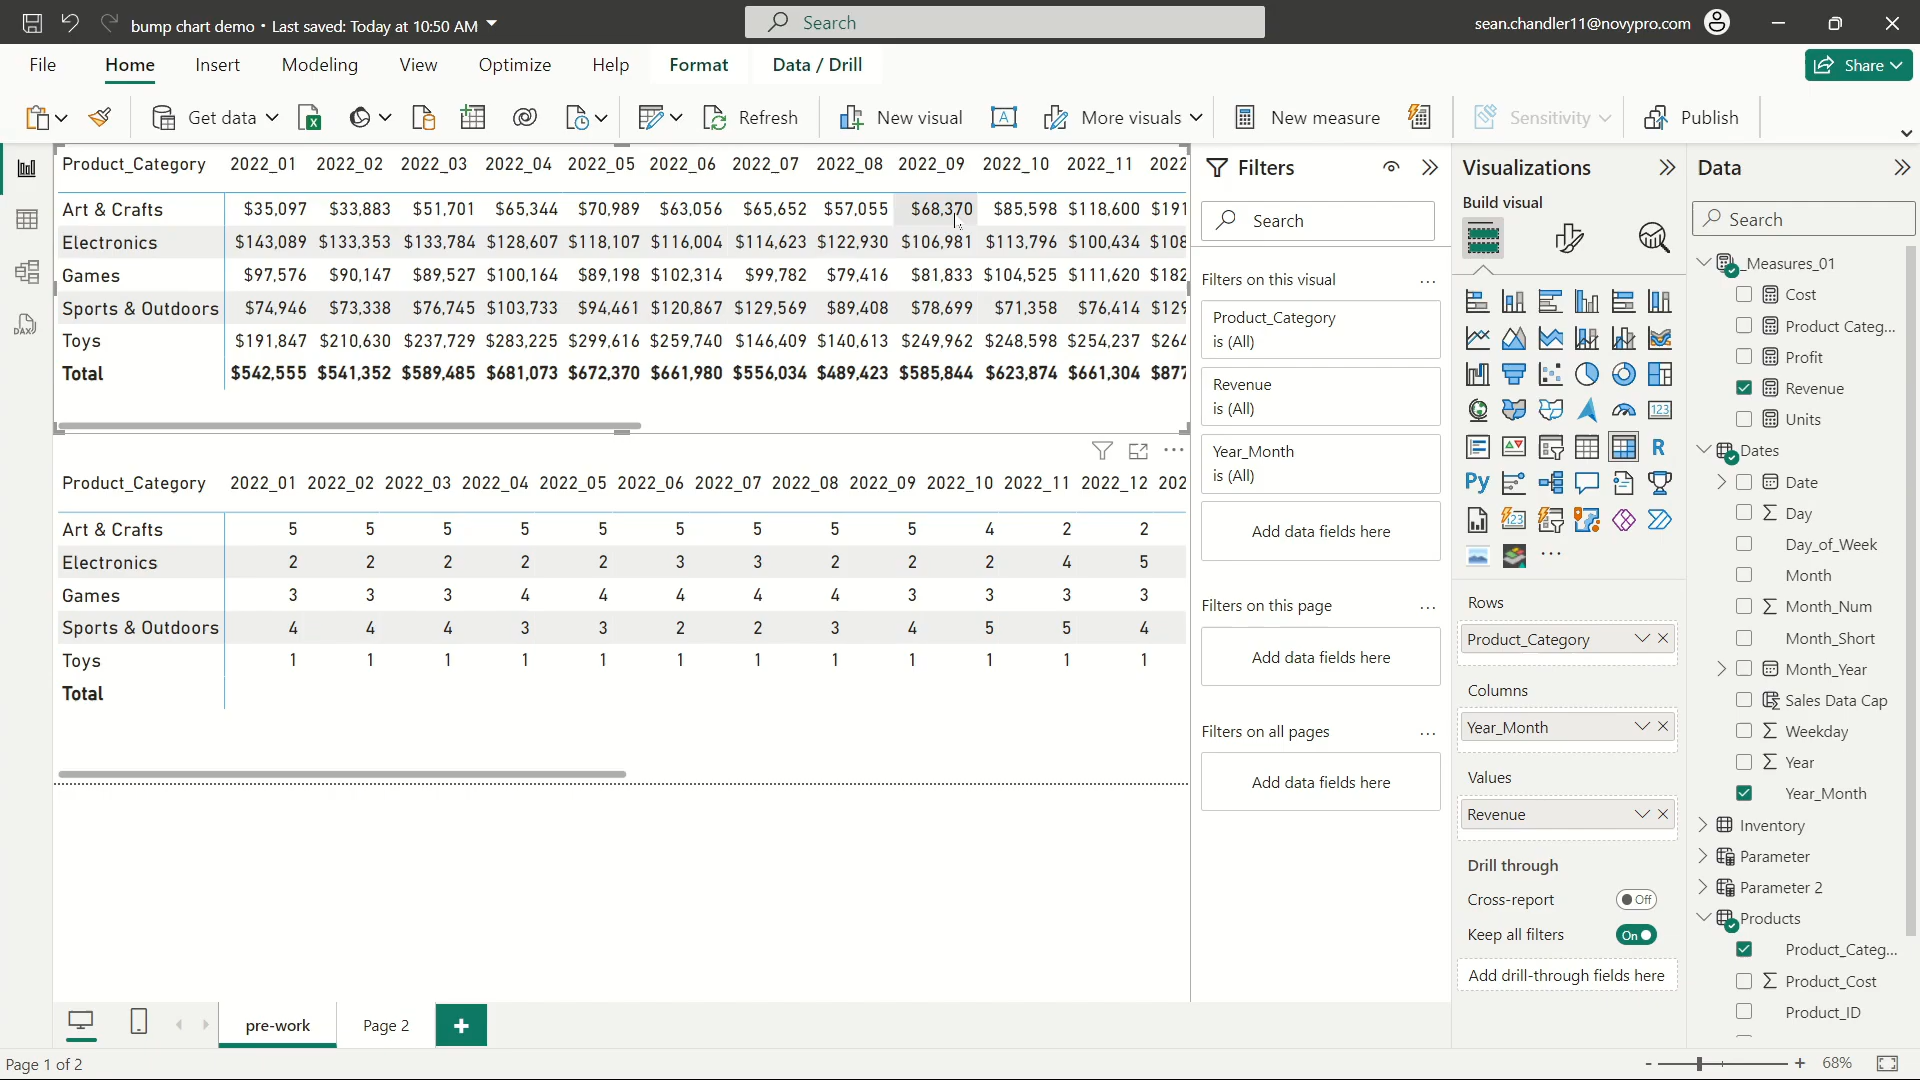 bump chart demo • Last saved: Today at 10:50 AM
Search
sean.chandler11@novypro.com
File Home Insert Modeling View Optimize Help Format Data / Drill
Share
Get data
Refresh
New visual
More visuals
New measure
Sensitivity
Publish
Product_Category 2022_01 2022_02 2022_03 2022_04 2022_05 2022_06 2022_07 2022_08 2022_09 2022_10 2022_11 2022
Art & Crafts $35,097 $33,883 $51,701 $65,344 $70,989 $63,056 $65,652 $57,055 $68,370 $85,598 $118,600 $191
Electronics $143,089 $133,353 $133,784 $128,607 $118,107 $116,004 $114,623 $122,930 $106,981 $113,796 $100,434 $108
Games $97,576 $90,147 $89,527 $100,164 $89,198 $102,314 $99,782 $79,416 $81,833 $104,525 $111,620 $182
Sports & Outdoors $74,946 $73,338 $76,745 $103,733 $94,461 $120,867 $129,569 $89,408 $78,699 $71,358 $76,414 $129
Toys $191,847 $210,630 $237,729 $283,225 $299,616 $259,740 $146,409 $140,613 $249,962 $248,598 $254,237 $264
Total $542,555 $541,352 $589,485 $681,073 $672,370 $661,980 $556,034 $489,423 $585,844 $623,874 $661,304 $877
Product_Category 2022_01 2022_02 2022_03 2022_04 2022_05 2022_06 2022_07 2022_08 2022_09 2022_10 2022_11 2022_12 202
Art & Crafts 5 5 5 5 5 5 5 5 5 4 2 2
Electronics 2 2 2 2 2 3 3 2 2 2 4 5
Games 3 3 3 4 4 4 4 4 3 3 3 3
Sports & Outdoors 4 4 4 3 3 2 2 3 4 5 5 4
Toys 1 1 1 1 1 1 1 1 1 1 1 1
Total
Filters
Search
Filters on this visual
Product_Category
is (All)
Revenue
is (All)
Year_Month
is (All)
Add data fields here
Filters on this page
Add data fields here
Filters on all pages
Add data fields here
Visualizations
Build visual
123
R
Py
123
Rows
Product_Category
Columns
Year_Month
Values
Revenue
Drill through
Cross-report
Off
Keep all filters
On
Add drill-through fields here
Data
Search
_Measures_01
Cost
Product Categ...
Profit
Revenue
Units
Dates
Date
Day
Day_of_Week
Month
Month_Num
Month_Short
Month_Year
Sales Data Cap
Weekday
Year
Year_Month
Inventory
Parameter
Parameter 2
Products
Product_Categ...
Product_Cost
Product_ID
DAX
pre-work
Page 2
+
Page 1 of 2
- + 68%